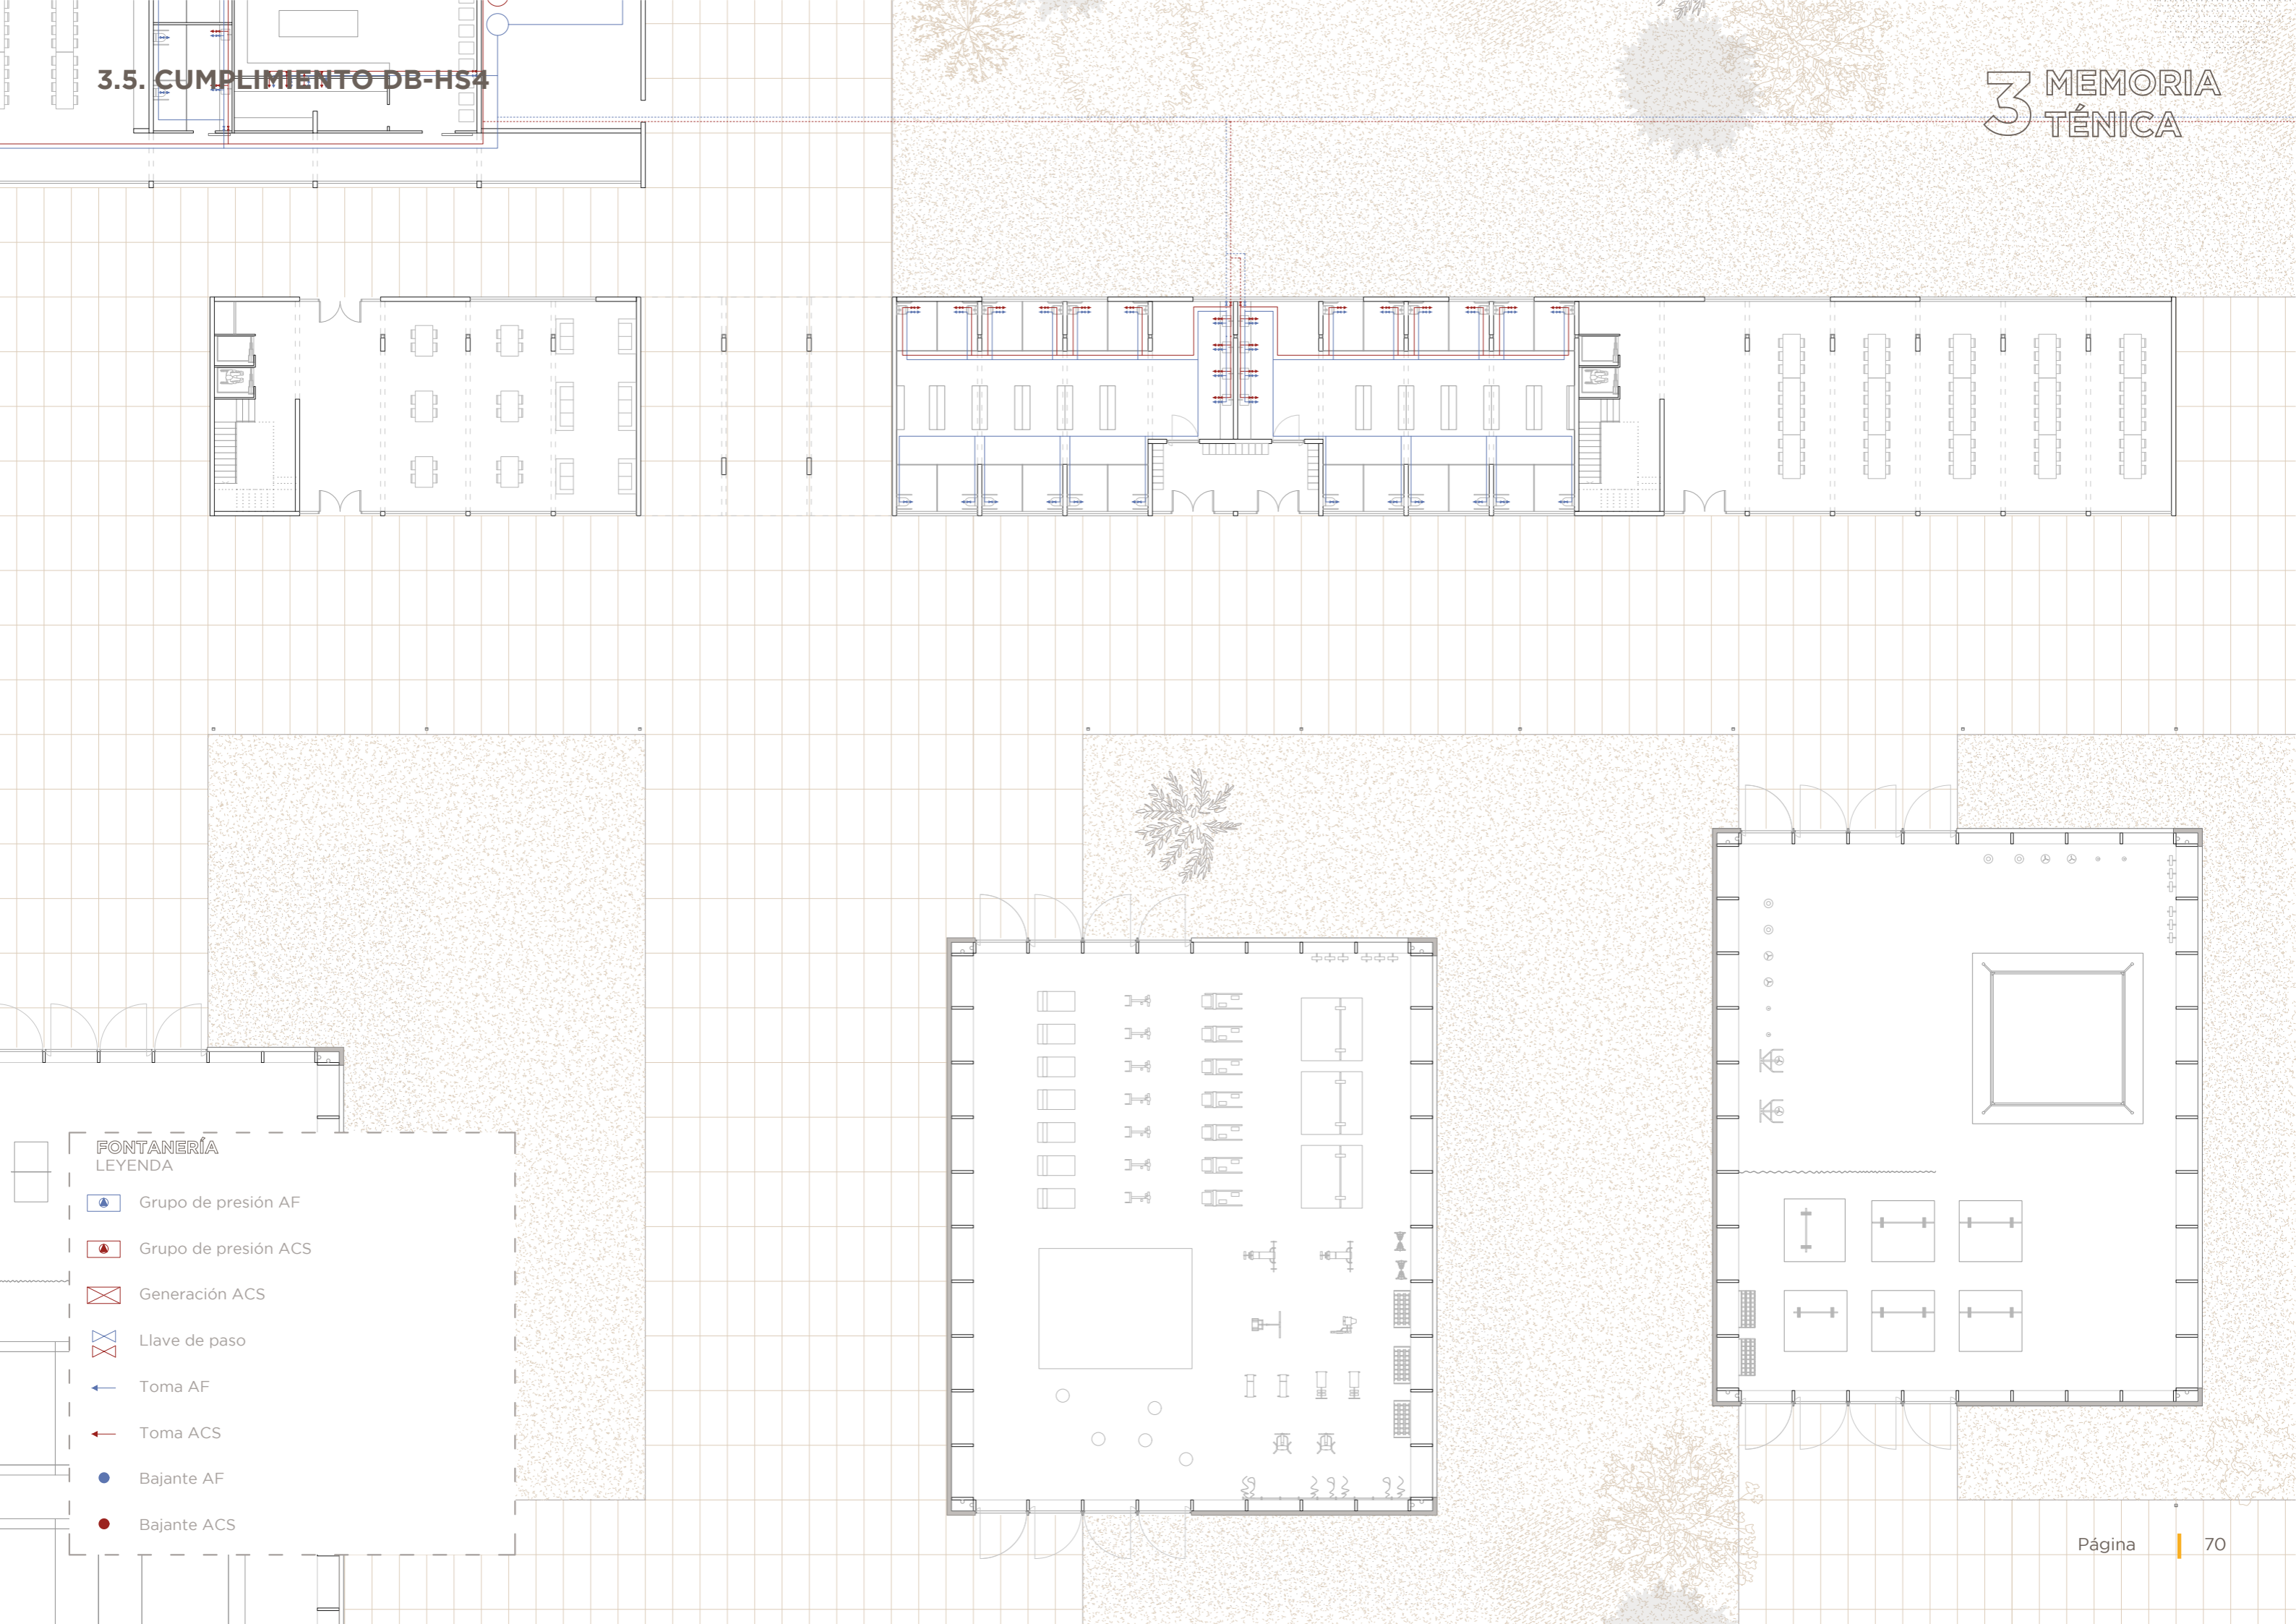 3.5. CUMPLIMIENTO DB-HS4
3 MEMORIA
TÉNICA
FONTANERÍA
LEYENDA
Grupo de presión AF
Grupo de presión ACS
Generación ACS
Llave de paso
Toma AF
Toma ACS
Bajante AF
Bajante ACS
Página 70